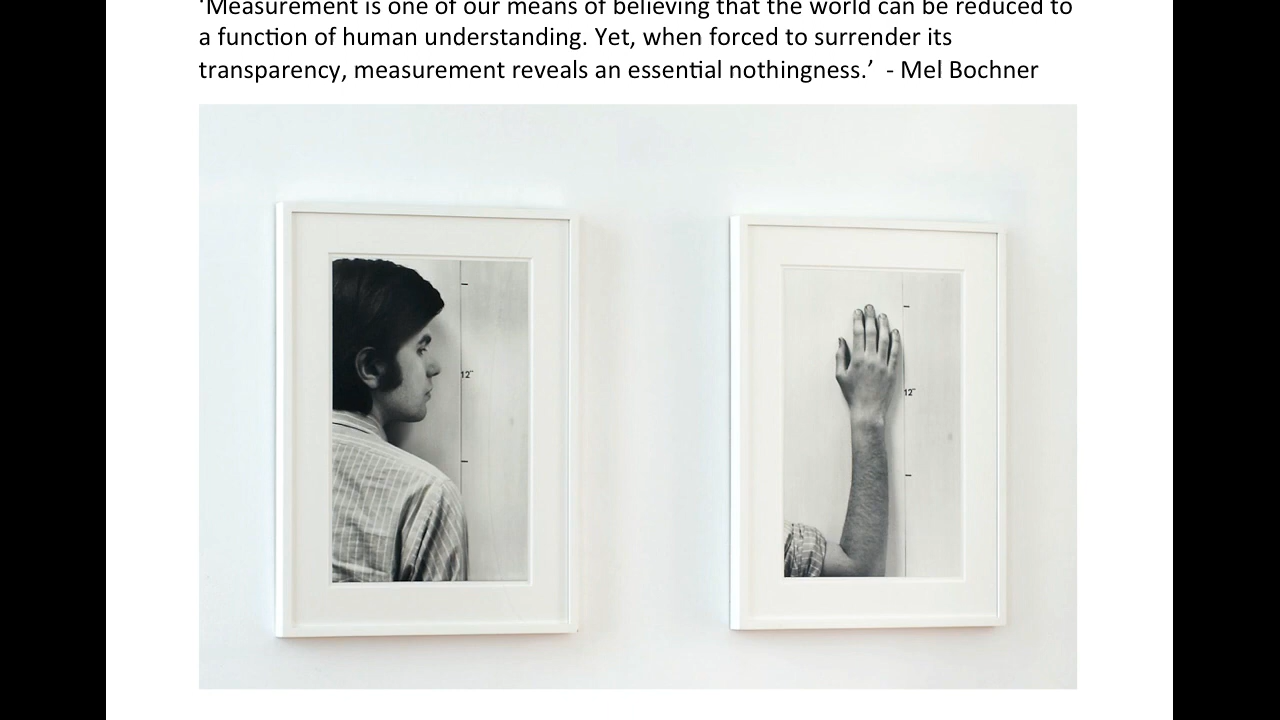 ‘Measurement is one of our means of believing that the world can be reduced to
a function of human understanding. Yet, when forced to surrender its
transparency, measurement reveals an essential nothingness.’  - Mel Bochner
12"
12"